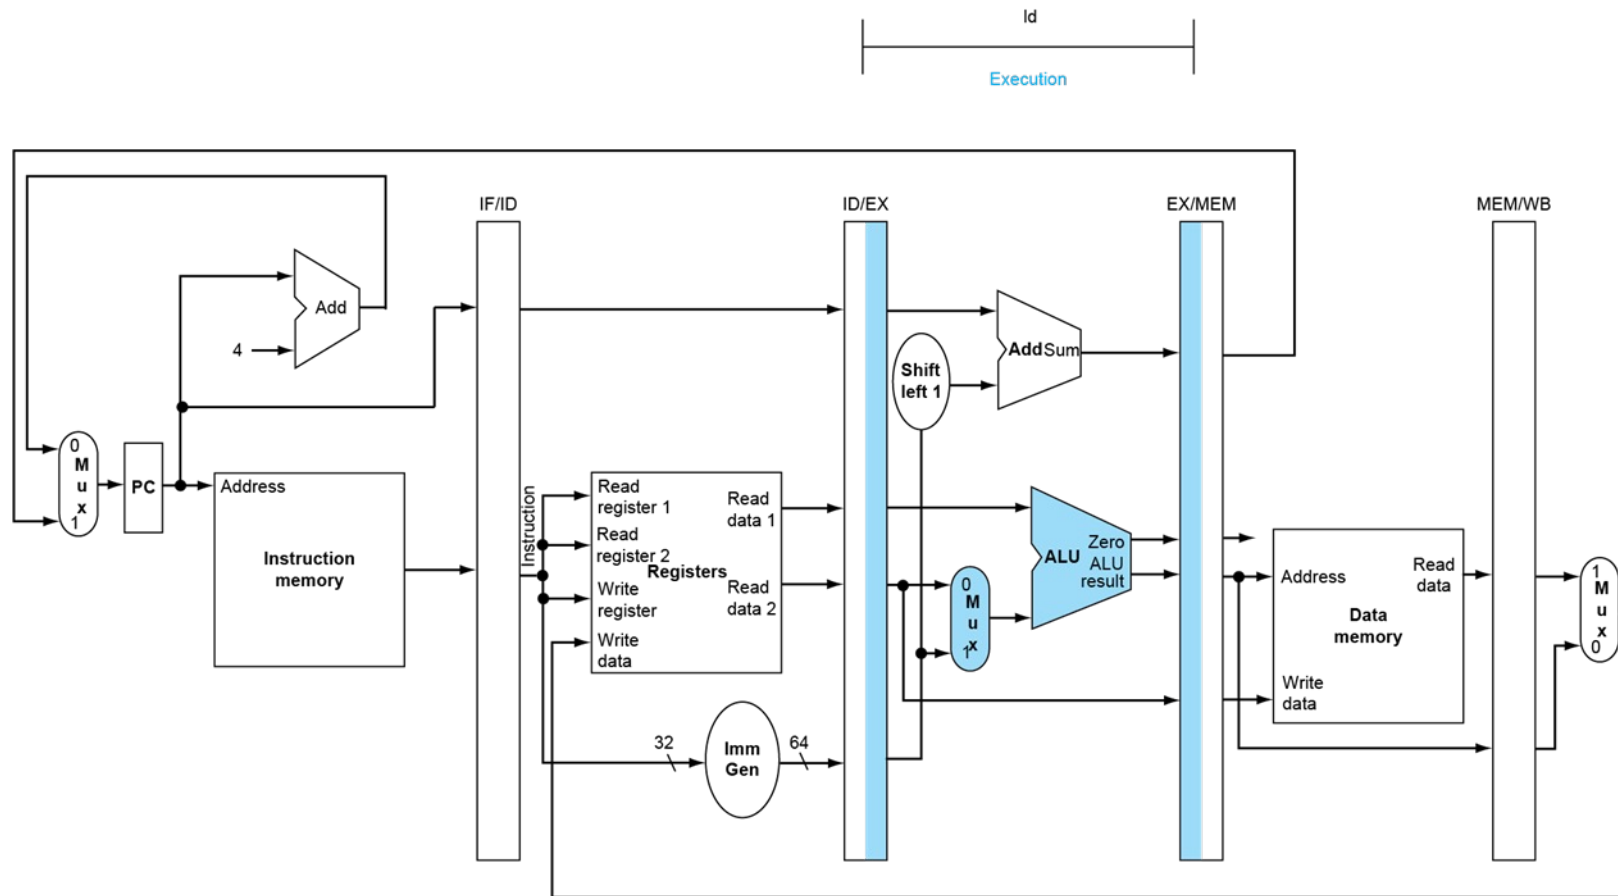 ld
Execution
IF/ID
ID/EX
EX/MEM
MEM/WB
Add
4
Add Sum
Shift
left 1
0
M
u
x
1
PC
Address
Instruction
memory
Instruction
Read
register 1
Read
register 2
Write
register
Write
data
Registers
Read
data 1
Read
data 2
0
M
u
x
1
ALU
Zero
ALU
result
Address
Read
data
Data
memory
Write
data
1
M
u
x
0
32
Imm
Gen
64